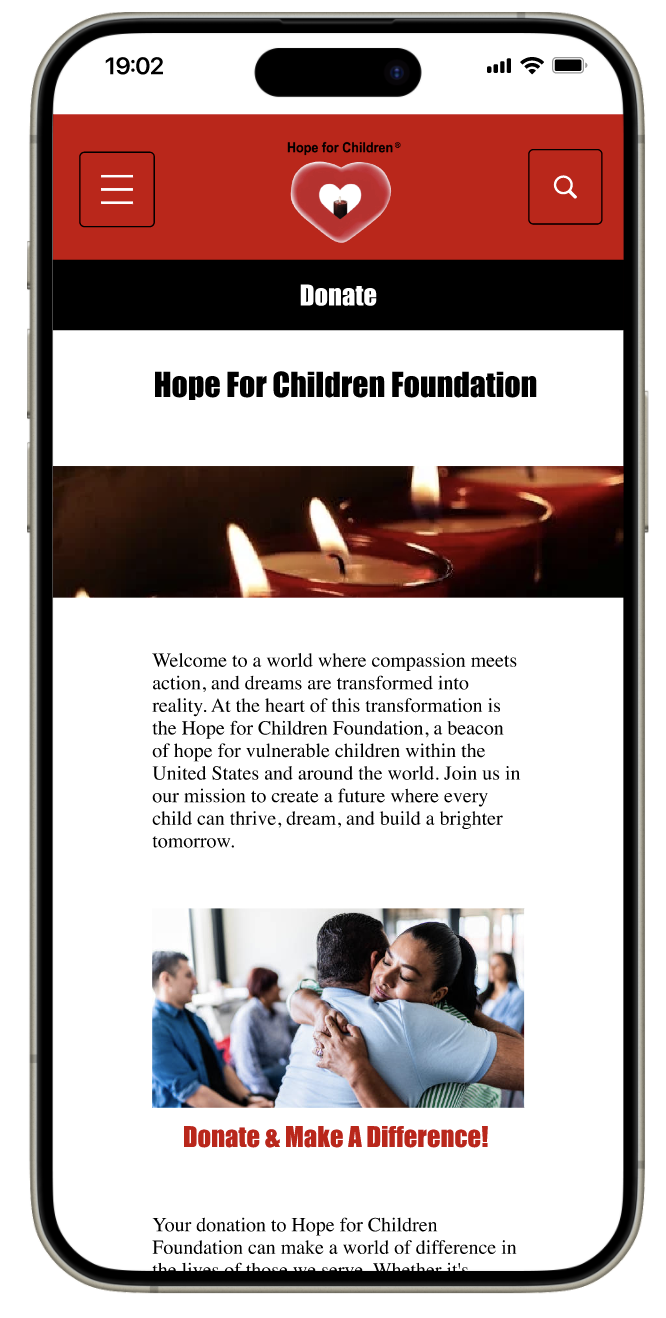 19:02
Hope for Children®
Donate
Hope For Children Foundation
Welcome to a world where compassion meets
action, and dreams are transformed into
reality. At the heart of this transformation is
the Hope for Children Foundation, a beacon
of hope for vulnerable children within the
United States and around the world. Join us in
our mission to create a future where every
child can thrive, dream, and build a brighter
tomorrow.
Donate & Make A Difference!
Your donation to Hope for Children
Foundation can make a world of difference in
the lives of those we serve. Whether it's